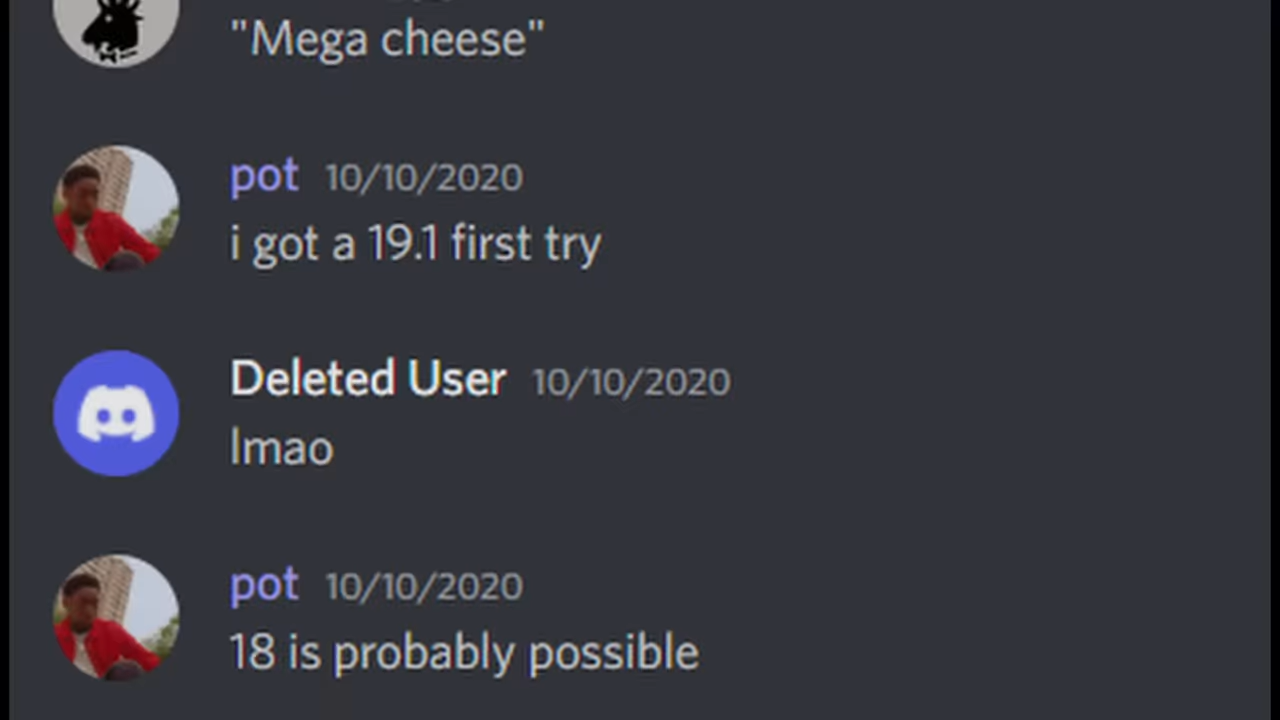 "Mega cheese"
pot 10/10/2020
i got a 19.1 first try
Deleted User 10/10/2020
lmao
pot 10/10/2020
18 is probably possible